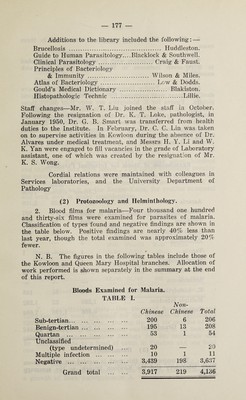 — 177 —
Additions to the library included the following:—
Brucellosis ... Huddleston.
Guide to Human Parasitology...Blacklock & Southwell.
Clinical Parasitology ... Craig & Faust.
Principles of Bacteriology
& Immunity ... Wilson & Miles.
Atlas of Bacteriology ... Low & Dodds.
Gould's Medical Dictionary ... Blakiston.
Histopathologic Technic ... Lillie.
Staff changes—Mr. W. T. Liu joined the staff in October.
Following the resignation of Dr. K. T. Loke, pathologist, in
January 1950, Dr. G. B. Smart was transferred from health
duties to the Institute. In February, Dr. C. C. Lin was taken
on to supervise activities in Kowloon during the absence of Dr.
Alvares under medical treatment, and Messrs H. Y. Li and W.
K. Yan were engaged to fill vacancies in the grade of Laboratory
assistant, one of which was created by the resignation of Mr.
K. S. Wong.
Cordial relations were maintained with colleagues in
Services laboratories, and the University Department of
Pathology
(2) Protozoology and Helminthology.
2. Blood films for malaria—Four thousand one hundred
and thirty-six films were examined for parasites of malaria.
Classification of types found and negative findings are shown in
the table below. Positive findings are nearly 40% less than
last year, though the total examined was approximately 20%
fewer.
N. B. The figures in the following tables include those of
the Kowloon and Queen Mary Hospital branches. Allocation of
work performed is shown separately in the summary at the end
of this report.
Bloods Examined for Malaria.
TABLE I.
Non-
Chinese Chinese Total
Sub-tertian... 200 6 206
Benign-tertian ... 195 13 208
Quartan ... 53 1 54
Unclassified
(type undetermined) ... 20 — 20
Multiple infection ... 10 1 11
Negative ... 3,439 198 3,637
Grand total ... 3,917 219 4,136